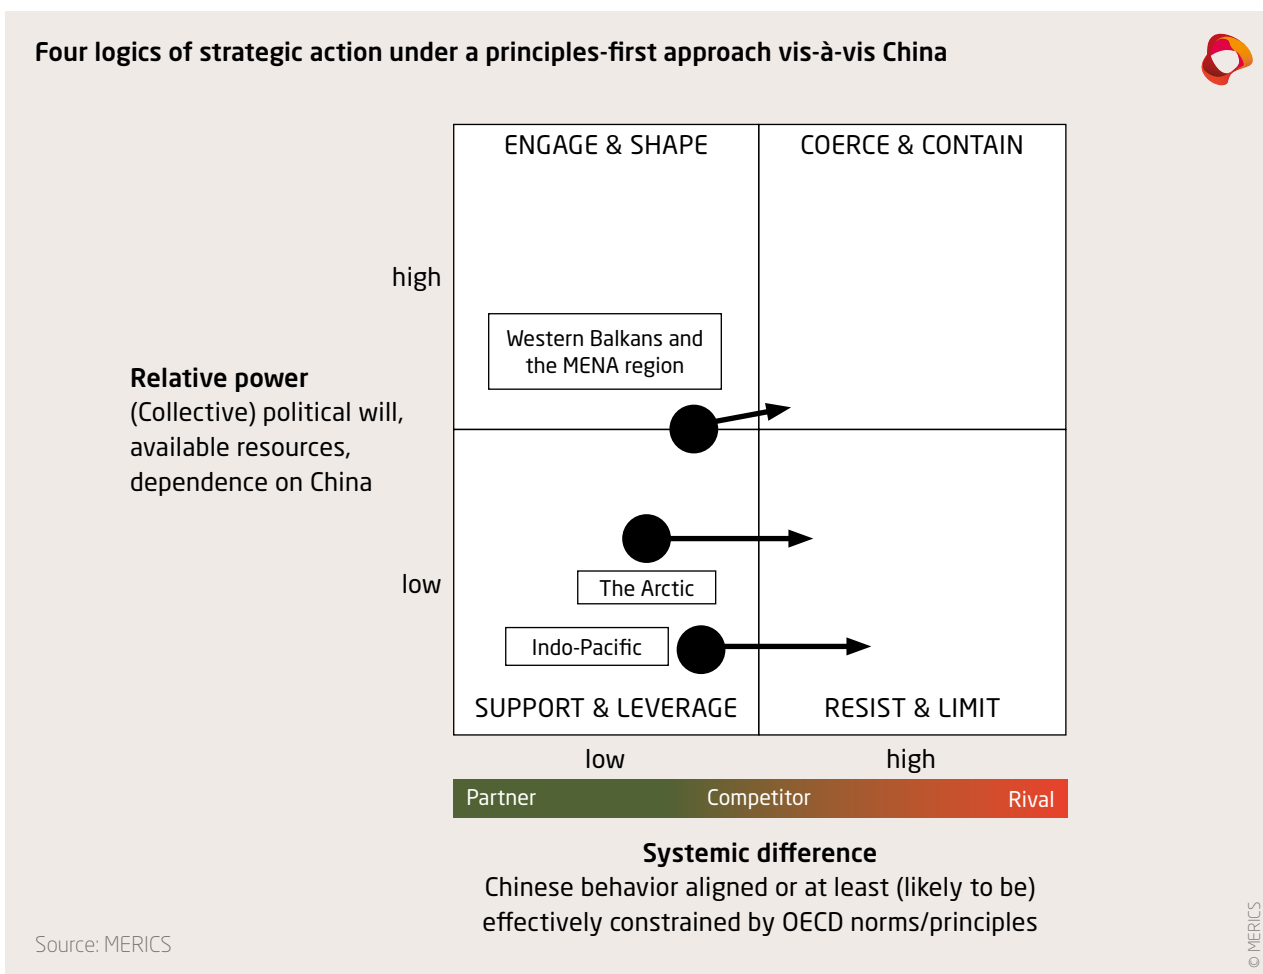 Four logics of strategic action under a principles-first approach vis-à-vis China
ENGAGE & SHAPE
COERCE & CONTAIN
high
Western Balkans and
the MENA region
Relative power
(Collective) political will,
available resources,
dependence on China
low
The Arctic
Indo-Pacific
SUPPORT & LEVERAGE
RESIST & LIMIT
low
high
Partner
Competitor
Rival
Systemic difference
Chinese behavior aligned or at least (likely to be)
effectively constrained by OECD norms/principles
Source: MERICS
© MERICS